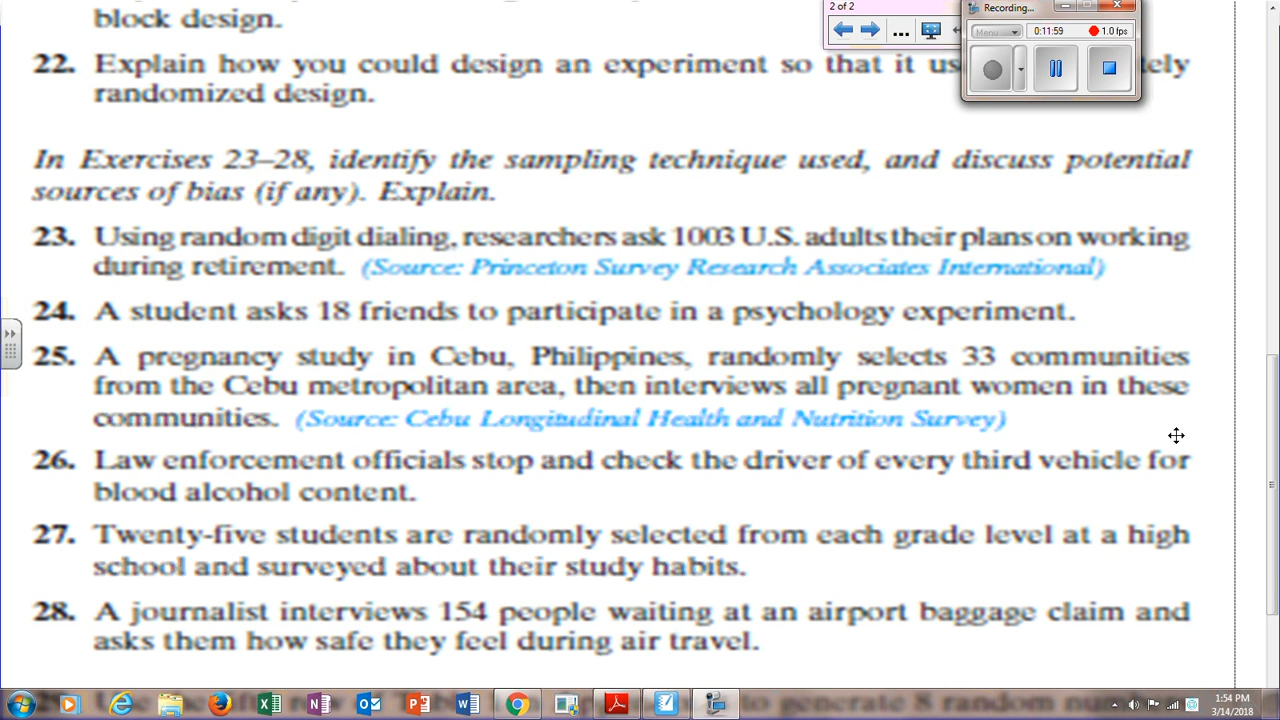 block design.
2 of 2
Recording...
Menu
0:11:59
1.0 fps
22. Explain how you could design an experiment so that it
randomized design.
In Exercises 23–28, identify the sampling technique used, and discuss potential
sources of bias (if any). Explain.
23. Using random digit dialing, researchers ask 1003 U.S. adults their plans on working
during retirement. (Source: Princeton Survey Research Associates International)
24. A student asks 18 friends to participate in a psychology experiment.
25. A pregnancy study in Cebu, Philippines, randomly selects 33 communities
from the Cebu metropolitan area, then interviews all pregnant women in these
communities. (Source: Cebu Longitudinal Health and Nutrition Survey)
26. Law enforcement officials stop and check the driver of every third vehicle for
blood alcohol content.
27. Twenty-five students are randomly selected from each grade level at a high
school and surveyed about their study habits.
28. A journalist interviews 154 people waiting at an airport baggage claim and
asks them how safe they feel during air travel.
1:54 PM
3/14/2018